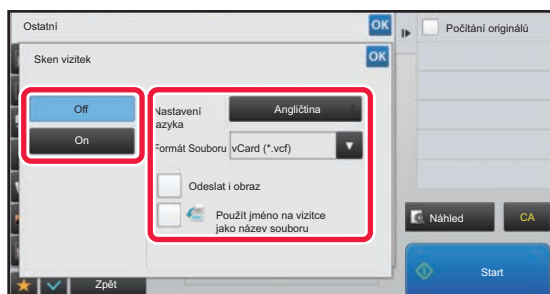 Ostatní
OK
Počítání originálů
Sken vizitek
OK
Off
On
Nastavení
azyka
Angličtina
Formát Souboru
vCard (*.vcf)
Odeslat i obraz
Použít jméno na vizitce
jako název souboru
Náhled
CA
Zpět
Start